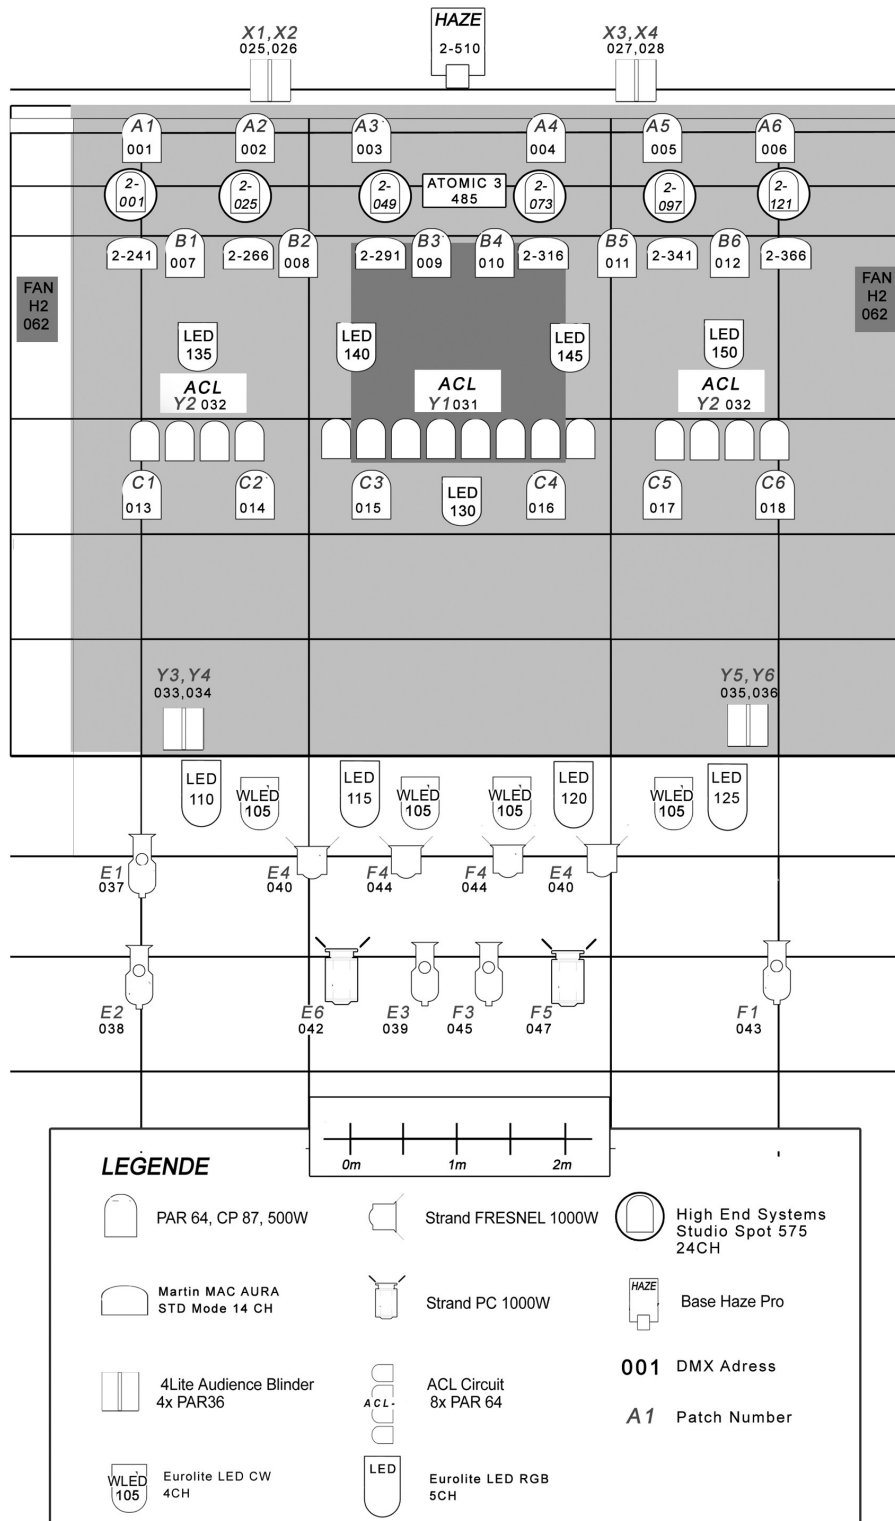 X1,X2
025,026
HAZE
2-510
X3,X4
027,028
A1
001
A2
002
A3
003
A4
004
A5
005
A6
006
2-
001
2-
025
2-
049
ATOMIC 3
485
2-
073
2-
097
2-
121
2-241
B1
007
2-266
B2
008
2-291
B3
009
B4
010
2-316
B5
011
2-341
B6
012
2-366
FAN
H2
062
FAN
H2
062
LED
135
LED
140
LED
145
LED
150
ACL
Y2 032
ACL
Y1 031
ACL
Y2 032
C1
013
C2
014
C3
015
LED
130
C4
016
C5
017
C6
018
Y3,Y4
033,034
Y5,Y6
035,036
LED
110
WLED
105
LED
115
WLED
105
WLED
105
LED
120
WLED
105
LED
125
E1
037
E4
040
F4
044
F4
044
E4
040
E2
038
E6
042
E3
039
F3
045
F5
047
F1
043
0m 1m 2m
LEGENDE
PAR 64, CP 87, 500W
Strand FRESNEL 1000W
High End Systems
Studio Spot 575
24CH
Martin MAC AURA
STD Mode 14 CH
Strand PC 1000W
HAZE
Base Haze Pro
4Lite Audience Blinder
4x PAR36
ACL-
ACL Circuit
8x PAR 64
001 DMX Adress
A1 Patch Number
WLED
105
Eurolite LED CW
4CH
LED
Eurolite LED RGB
5CH